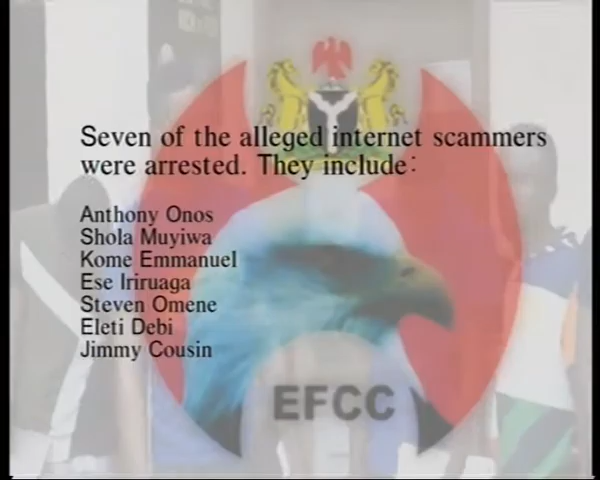 Seven of the alleged internet scammers
were arrested. They include:
Anthony Onos
Shola Muyiwa
Kome Emmanuel
Ese Iriruaga
Steven Omene
Eleti Debi
Jimmy Cousin
EFCC